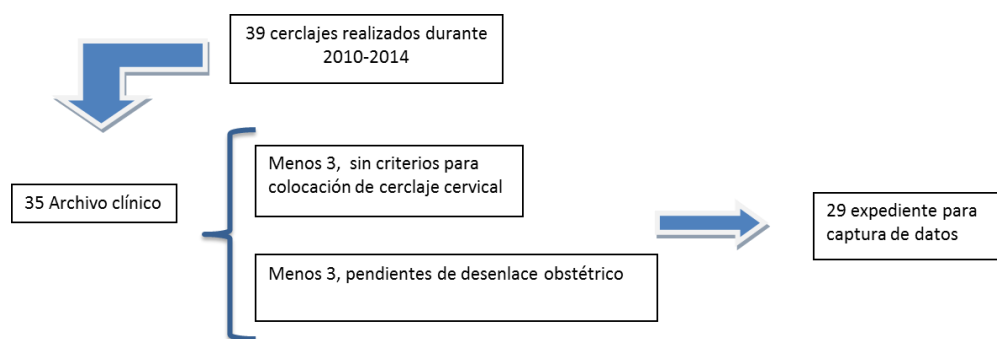 39 cerclajes realizados durante
2010-2014
Menos 3,  sin criterios para
colocación de cerclaje cervical
35 Archivo clínico
29 expediente para
captura de datos
Menos 3, pendientes de desenlace obstétrico